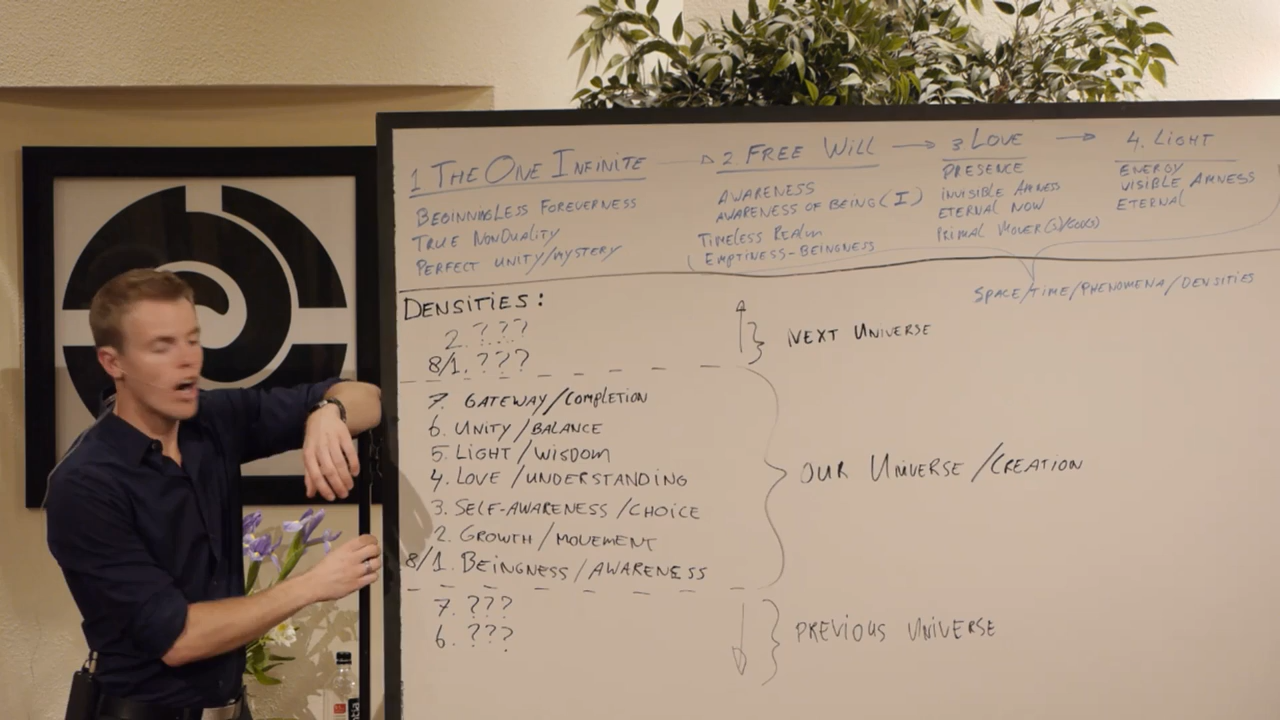 1 THE ONE INFINITE → 2. FREE WILL → 3 LOVE → 4. LIGHT
BEGINNINGLESS FOREVERNESS
TRUE NONDUALITY
PERFECT UNITY/MYSTERY
AWARENESS
AWARENESS OF BEING (I)
TIMELESS REALM
EMPTINESS-BEINGNESS
PRESENCE
INVISIBLE AMNESS
ETERNAL NOW
PRIMAL MOVER(S)/GOD(S)
ENERGY
VISIBLE AMNESS
ETERNAL
SPACE/TIME/PHENOMENA/DENSITIES
DENSITIES:
2. ???
8/1. ???
NEXT UNIVERSE
7. GATEWAY/COMPLETION
6. UNITY/BALANCE
5. LIGHT/WISDOM
4. LOVE/UNDERSTANDING
3. SELF-AWARENESS/CHOICE
2. GROWTH/MOVEMENT
8/1. BEINGNESS/AWARENESS
OUR UNIVERSE/CREATION
7. ???
6. ???
PREVIOUS UNIVERSE